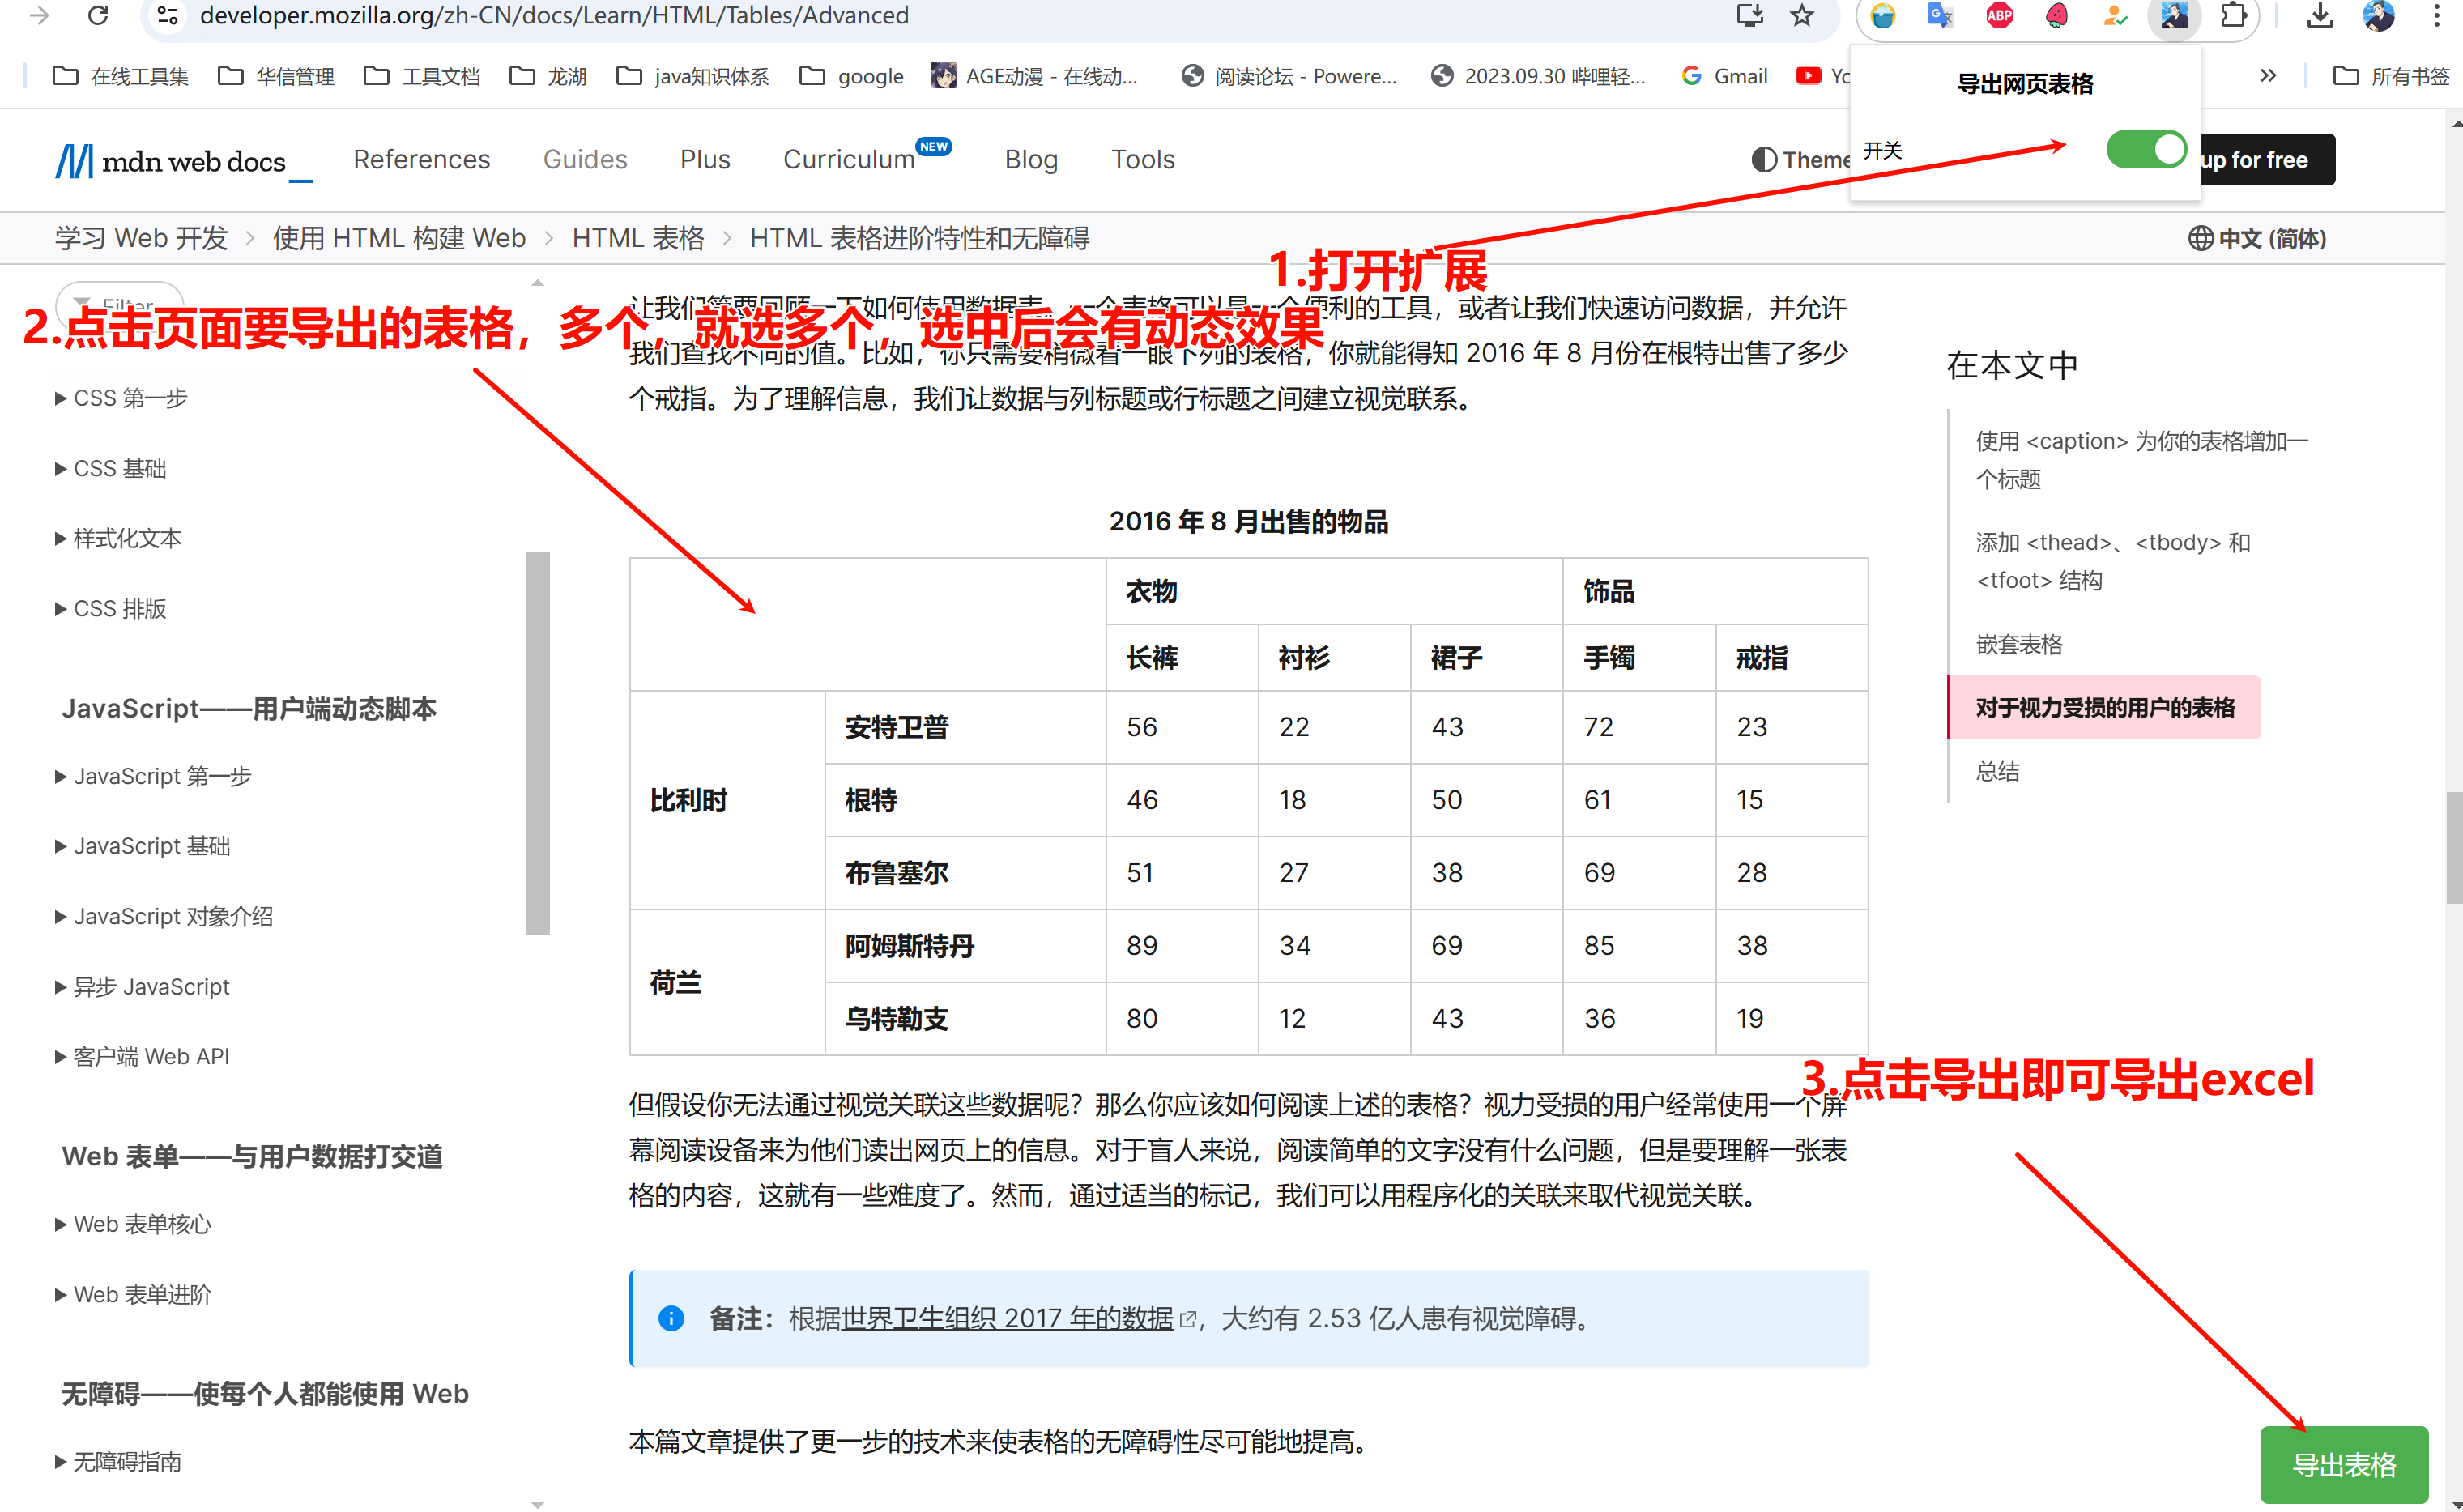 developer.mozilla.org/zh-CN/docs/Learn/HTML/Tables/Advanced
在线工具集 华信管理 工具文档 龙湖 java知识体系 google AGE动漫 - 在线动... 阅读论坛 - Powere... 2023.09.30 哔哩轻... Gmail Yo » 所有书签
ABP
导出网页表格
开关
mdn web docs_ References Guides Plus Curriculum NEW Blog Tools Theme up for free
学习 Web 开发 › 使用 HTML 构建 Web › HTML 表格 › HTML 表格进阶特性和无障碍 中文 (简体)
1.打开扩展
2.点击页面要导出的表格，多个，就选多个，选中后会有动态效果
3.点击导出即可导出excel
Filter
CSS 第一步
CSS 基础
样式化文本
CSS 排版
JavaScript——用户端动态脚本
JavaScript 第一步
JavaScript 基础
JavaScript 对象介绍
异步 JavaScript
客户端 Web API
Web 表单——与用户数据打交道
Web 表单核心
Web 表单进阶
无障碍——使每个人都能使用 Web
无障碍指南
让我们简要回顾一下如何使用数据表。一个表格可以是一个便利的工具，或者让我们快速访问数据，并允许
我们查找不同的值。比如，你只需要稍微看一眼下列的表格，你就能得知 2016 年 8 月份在根特出售了多少
个戒指。为了理解信息，我们让数据与列标题或行标题之间建立视觉联系。
2016 年 8 月出售的物品
衣物 饰品
长裤 衬衫 裙子 手镯 戒指
比利时
安特卫普 56 22 43 72 23
根特 46 18 50 61 15
布鲁塞尔 51 27 38 69 28
荷兰
阿姆斯特丹 89 34 69 85 38
乌特勒支 80 12 43 36 19
但假设你无法通过视觉关联这些数据呢？那么你应该如何阅读上述的表格？视力受损的用户经常使用一个屏
幕阅读设备来为他们读出网页上的信息。对于盲人来说，阅读简单的文字没有什么问题，但是要理解一张表
格的内容，这就有一些难度了。然而，通过适当的标记，我们可以用程序化的关联来取代视觉关联。
备注：根据世界卫生组织 2017 年的数据，大约有 2.53 亿人患有视觉障碍。
本篇文章提供了更一步的技术来使表格的无障碍性尽可能地提高。
在本文中
使用 <caption> 为你的表格增加一
个标题
添加 <thead>、<tbody> 和
<tfoot> 结构
嵌套表格
对于视力受损的用户的表格
总结
导出表格